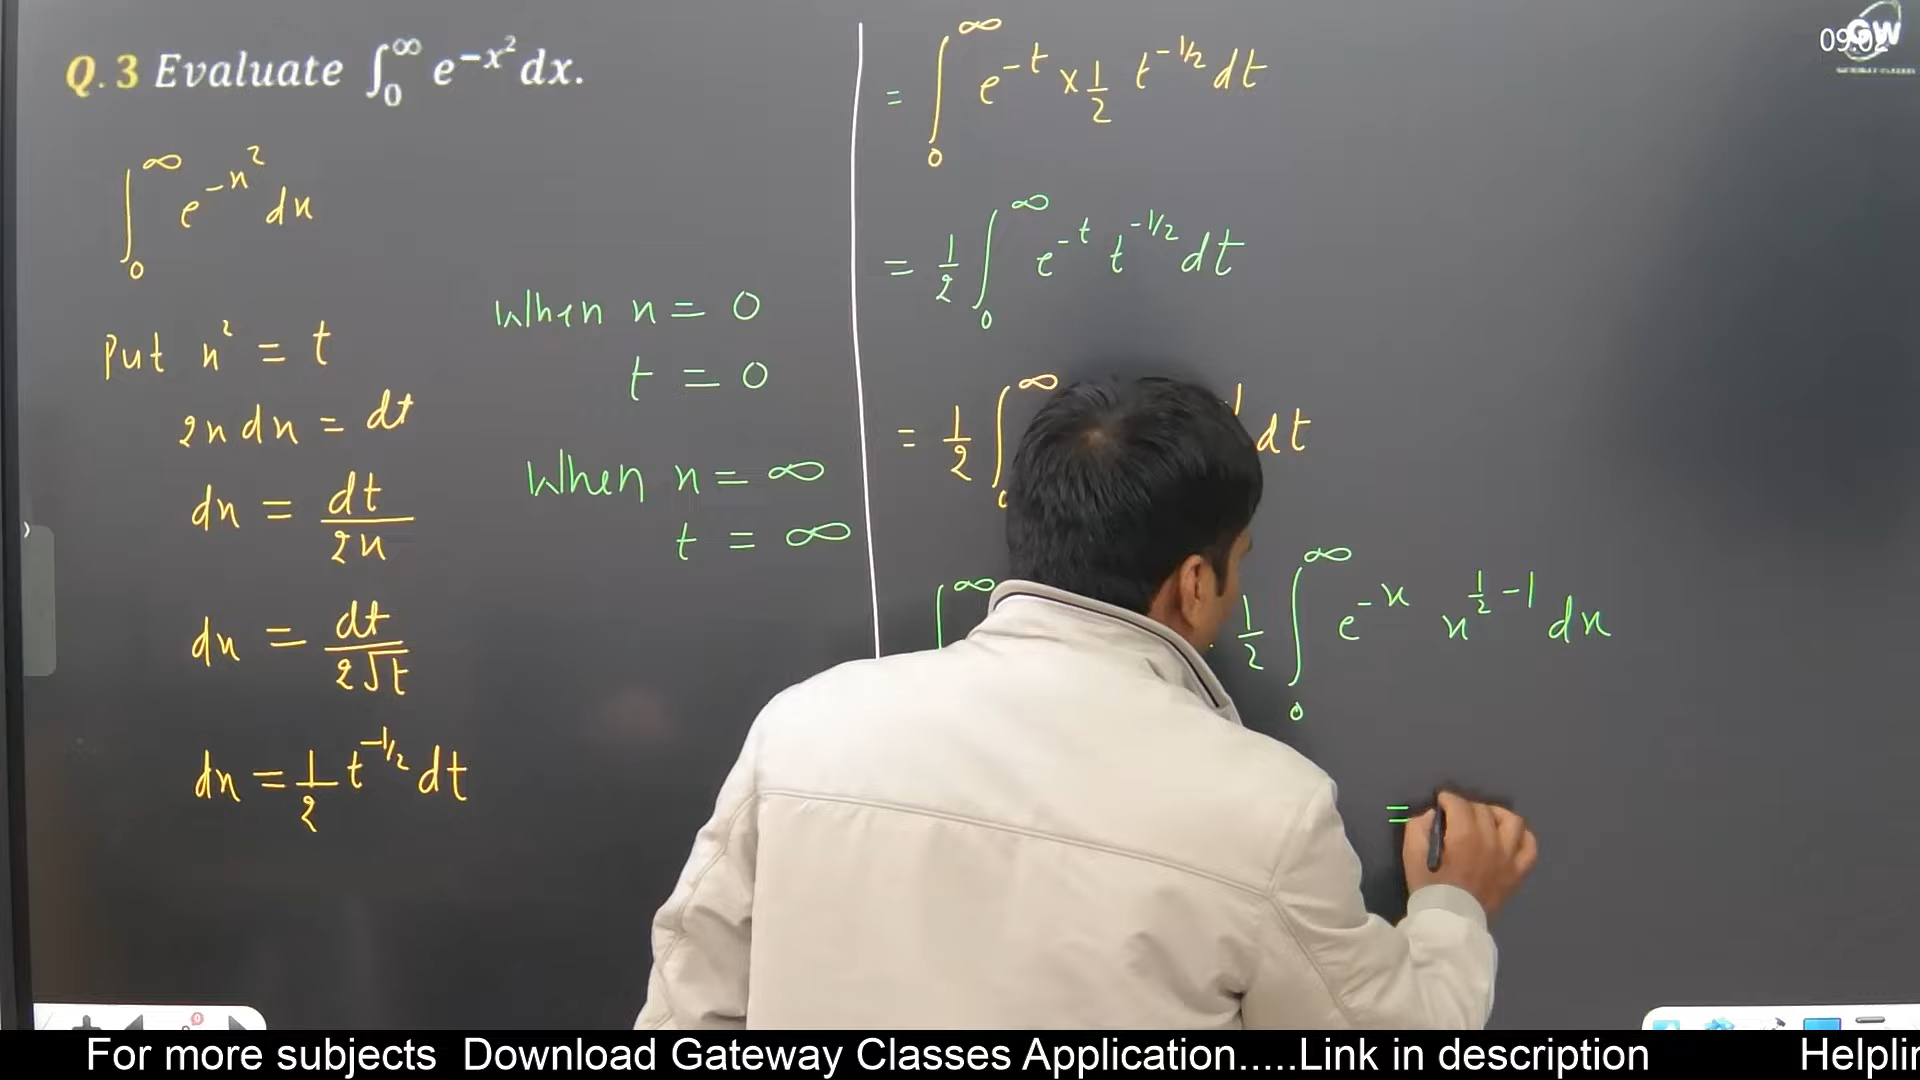 Q.3 Evaluate ∫₀^∞ e^{-x²} dx.
∫₀^∞ e^{-x²} dx
Put x² = t
2x dx = dt
dx = dt/2x
dx = dt/2√t
dx = 1/2 t^{-1/2} dt
When x = 0
t = 0
When x = ∞
t = ∞
= ∫₀^∞ e^{-t} × 1/2 t^{-1/2} dt
= 1/2 ∫₀^∞ e^{-t} t^{-1/2} dt
= 1/2 ∫₀^∞ dt
∫^∞ 1/2 ∫₀^∞ e^{-x} x^{1/2 - 1} dx
=
GW
For more subjects Download Gateway Classes Application.....Link in description